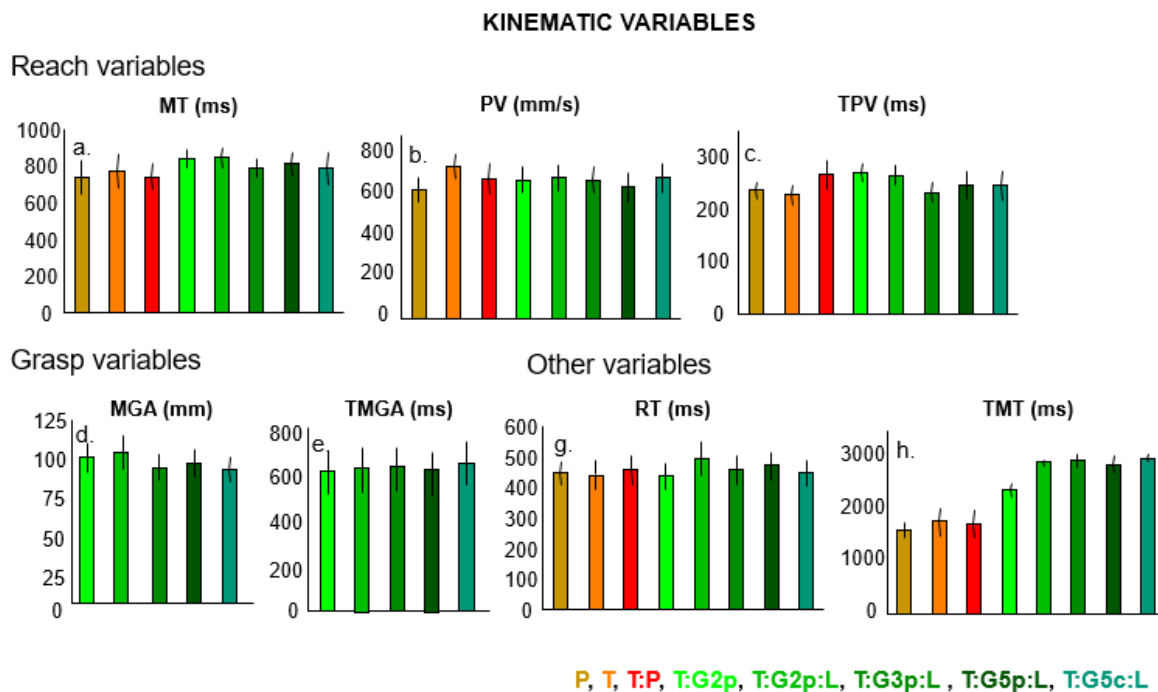 KINEMATIC VARIABLES
Reach variables
MT (ms)
1000
800
600
400
200
0
a.
PV (mm/s)
800
600
400
200
0
b.
TPV (ms)
300
200
100
0
c.
Grasp variables
Other variables
MGA (mm)
125
100
75
50
25
0
d.
TMGA (ms)
800
600
400
200
0
e.
RT (ms)
600
500
400
300
200
100
0
g.
TMT (ms)
3000
2000
1000
0
h.
P, T, T:P, T:G2p, T:G2p:L, T:G3p:L , T:G5p:L, T:G5c:L